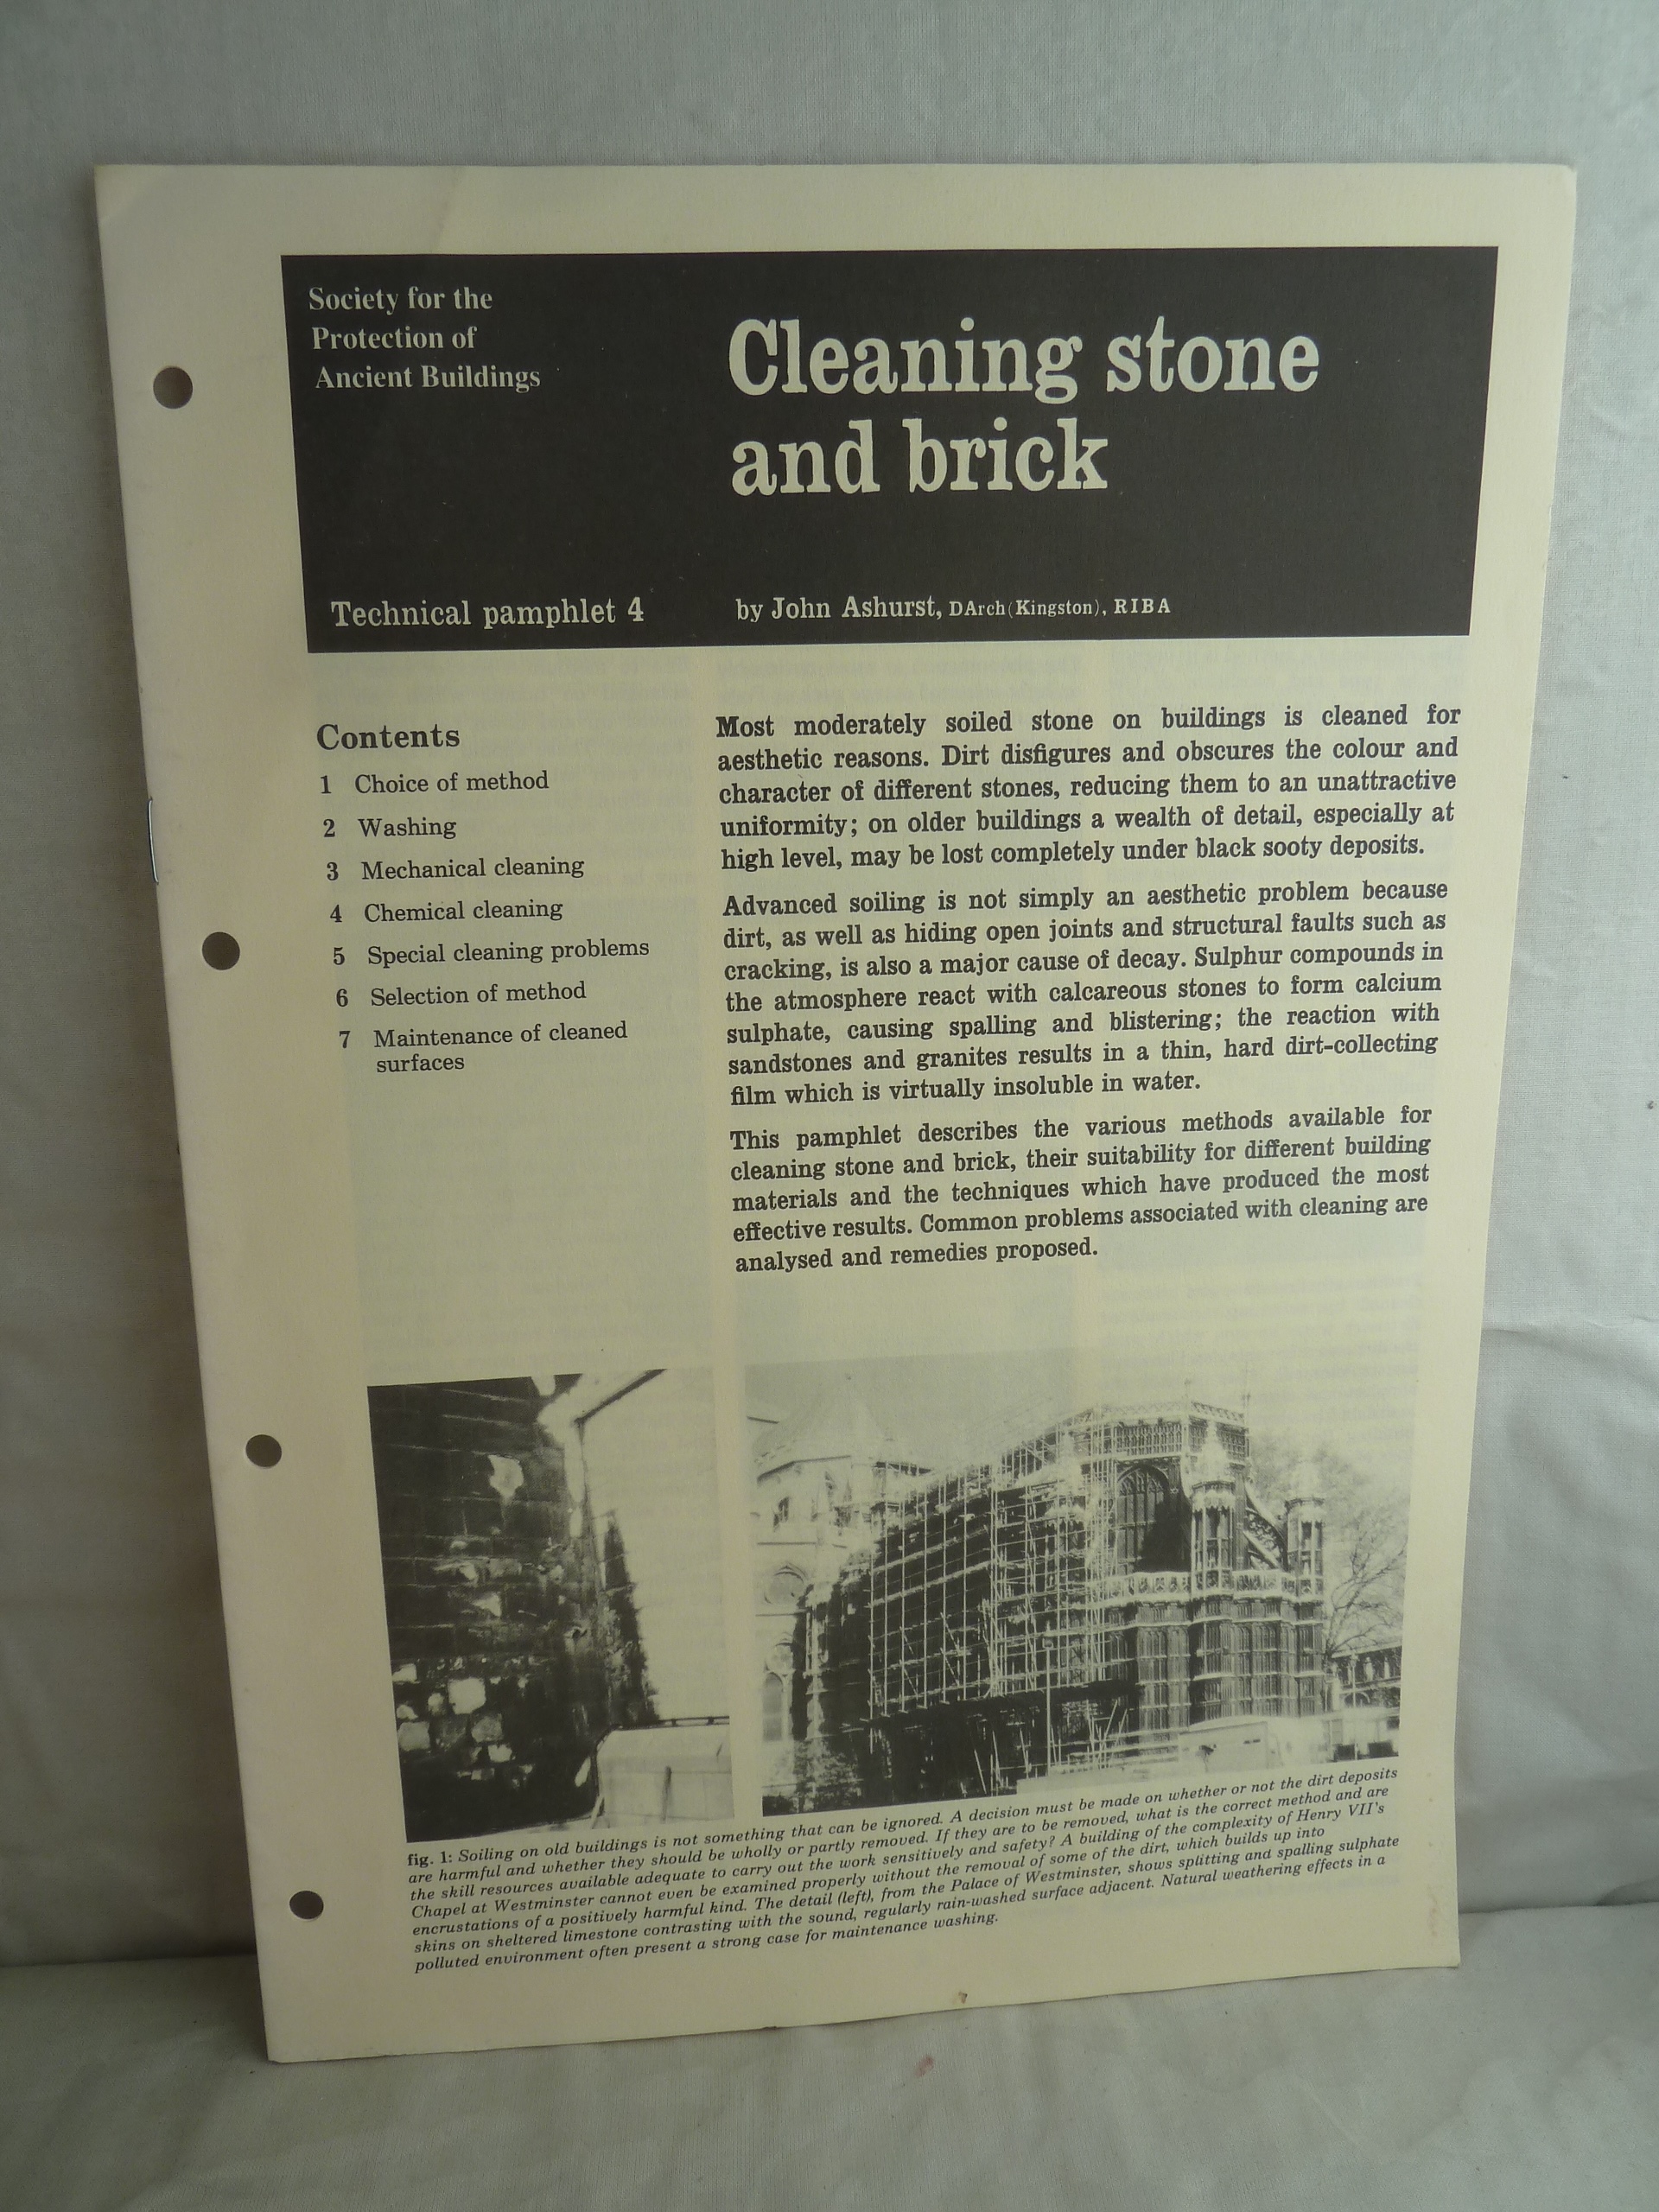 Society for the
Protection of
Ancient Buildings
Cleaning stone
and brick
Technical pamphlet 4
by John Ashurst, DArch (Kingston), RIBA
Contents
1 Choice of method
2 Washing
3 Mechanical cleaning
4 Chemical cleaning
5 Special cleaning problems
6 Selection of method
7 Maintenance of cleaned
surfaces
Most moderately soiled stone on buildings is cleaned for
aesthetic reasons. Dirt disfigures and obscures the colour and
character of different stones, reducing them to an unattractive
uniformity; on older buildings a wealth of detail, especially at
high level, may be lost completely under black sooty deposits.
Advanced soiling is not simply an aesthetic problem because
dirt, as well as hiding open joints and structural faults such as
cracking, is also a major cause of decay. Sulphur compounds in
the atmosphere react with calcareous stones to form calcium
sulphate, causing spalling and blistering; the reaction with
sandstones and granites results in a thin, hard dirt-collecting
film which is virtually insoluble in water.
This pamphlet describes the various methods available for
cleaning stone and brick, their suitability for different building
materials and the techniques which have produced the most
effective results. Common problems associated with cleaning are
analysed and remedies proposed.
fig. 1: Soiling on old buildings is not something that can be ignored. A decision must be made on whether or not the dirt deposits
are harmful and whether they should be wholly or partly removed. If they are to be removed, what is the correct method and are
the skill resources available adequate to carry out the work sensitively and safety? A building of the complexity of Henry VII's
Chapel at Westminster cannot even be examined properly without the removal of some of the dirt, which builds up into
encrustations of a positively harmful kind. The detail (left), from the Palace of Westminster, shows splitting and spalling sulphate
skins on sheltered limestone contrasting with the sound, regularly rain-washed surface adjacent. Natural weathering effects in a
polluted environment often present a strong case for maintenance washing.